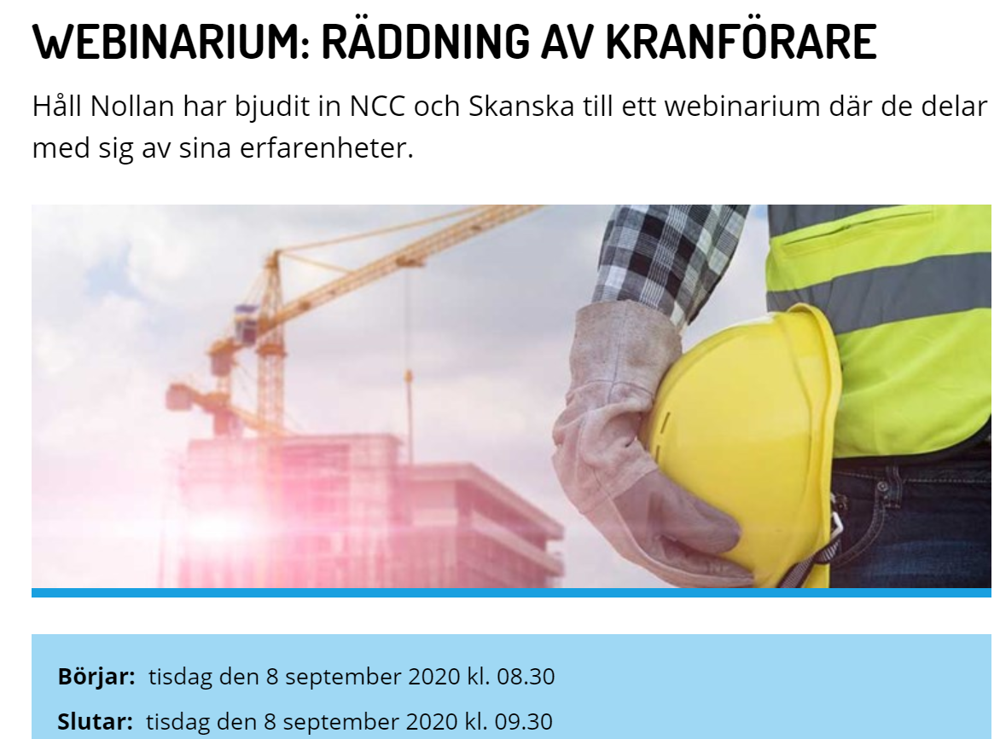 WEBINARIUM: RÄDDNING AV KRANFÖRARE
Håll Nollan har bjudit in NCC och Skanska till ett webinarium där de delar
med sig av sina erfarenheter.
Börjar: tisdag den 8 september 2020 kl. 08.30
Slutar: tisdag den 8 september 2020 kl. 09.30